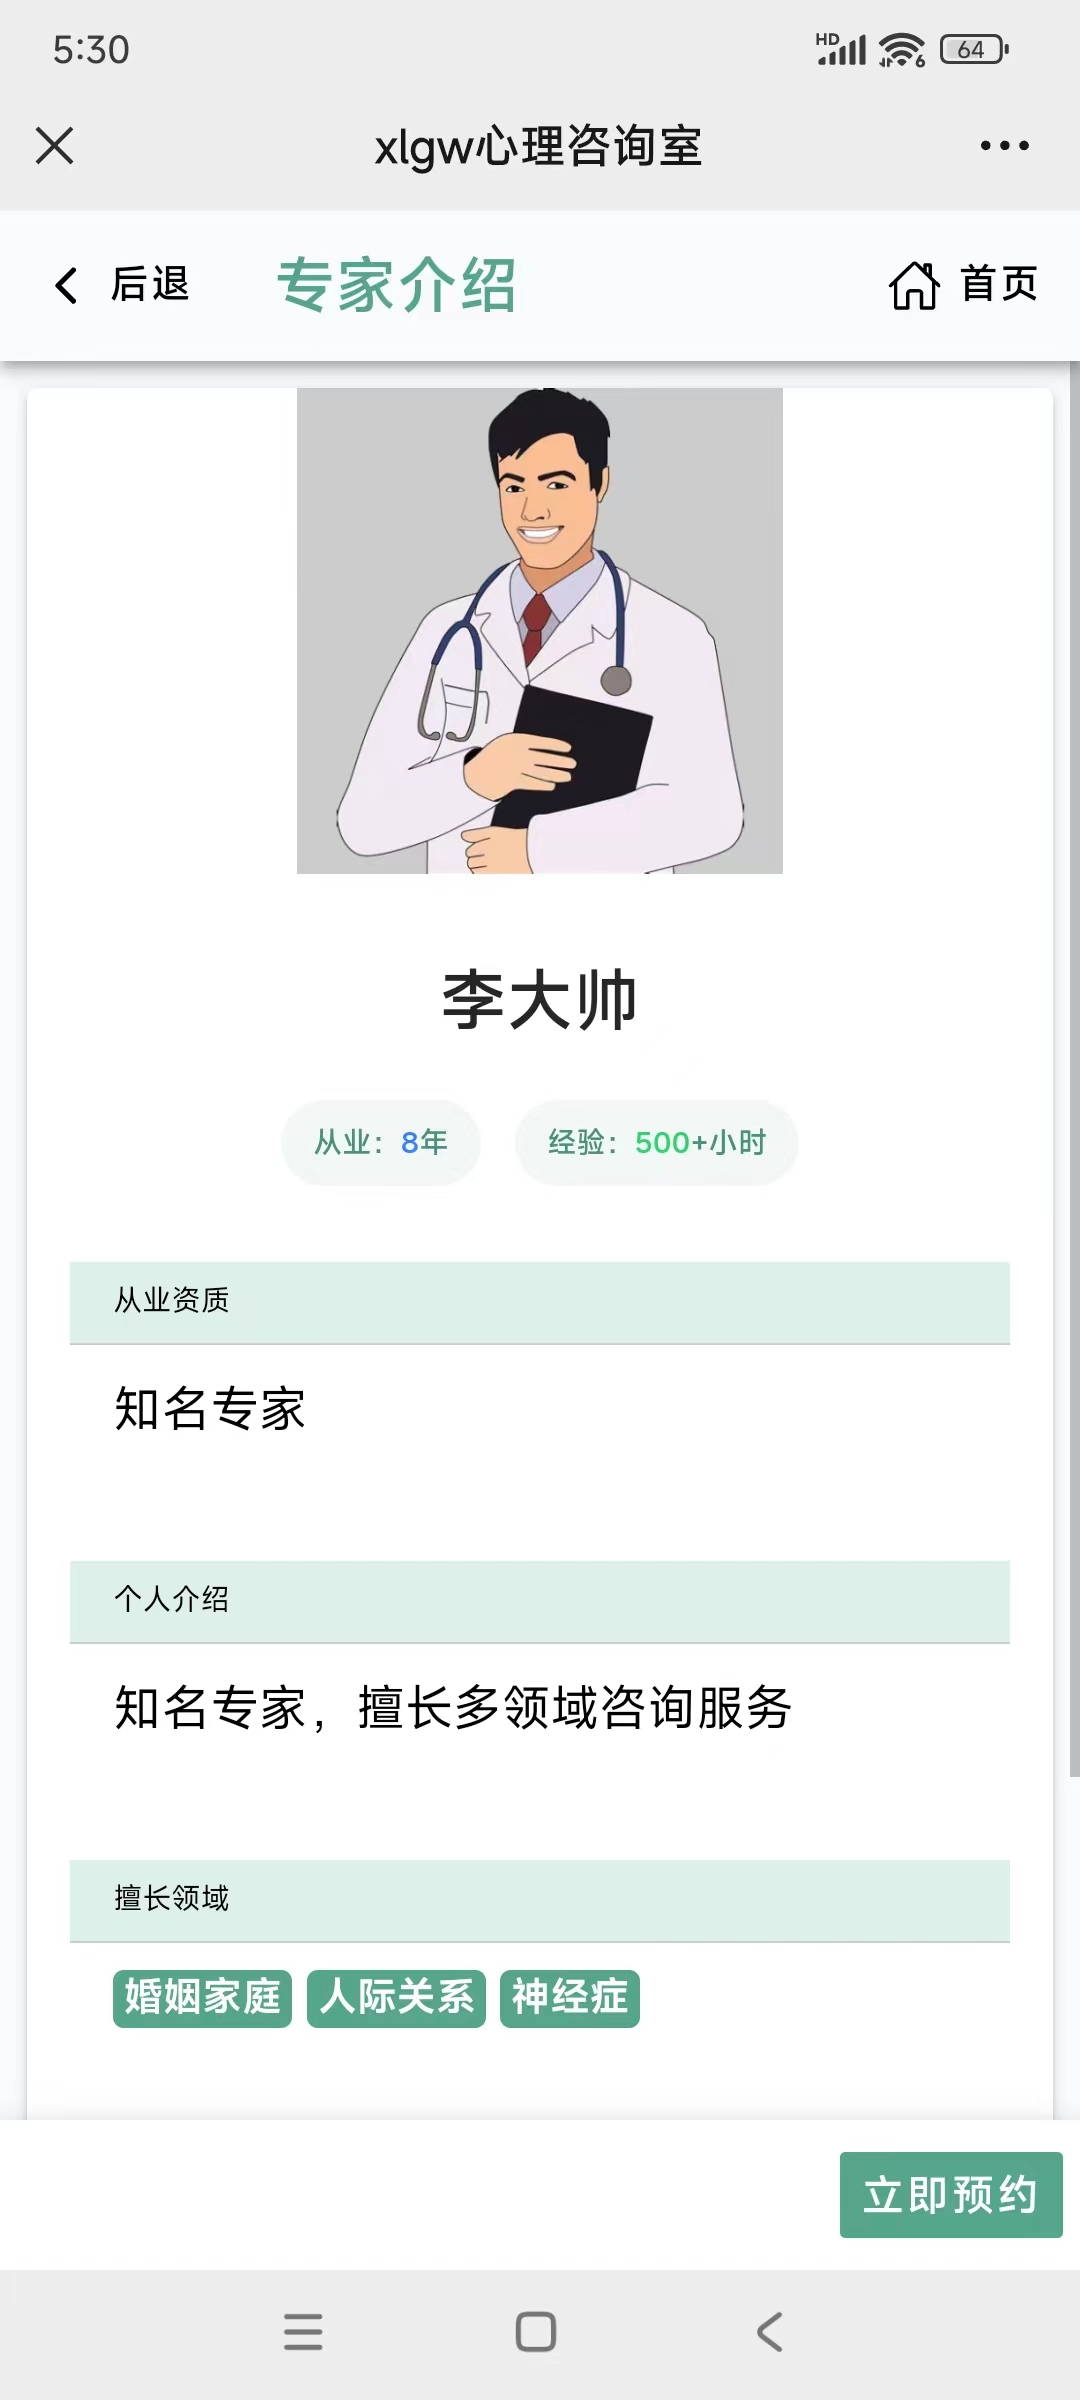 5:30
HD 6 64
xlgw心理咨询室
后退 专家介绍 首页
李大帅
从业：8年 经验：500+小时
从业资质
知名专家
个人介绍
知名专家，擅长多领域咨询服务
擅长领域
婚姻家庭 人际关系 神经症
立即预约